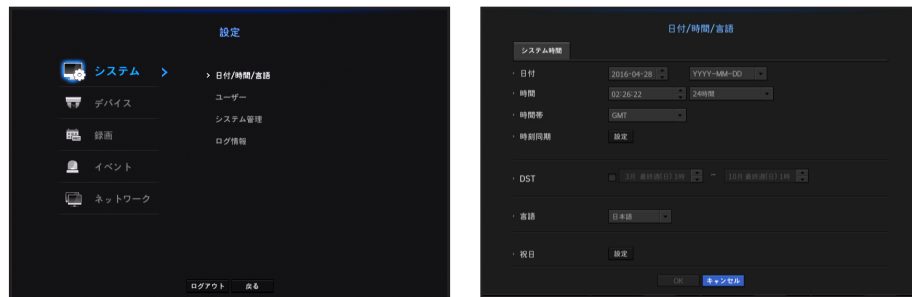 設定
システム >
> 日付/時間/言語
デバイス
ユーザー
録画
システム管理
イベント
ログ情報
ネットワーク
ログアウト 戻る
日付/時間/言語
システム時間
・日付 2016-04-28 YYYY-MM-DD
・時間 02:26:22 24時間
・時間帯 GMT
・時刻同期 設定
・DST 3月 最終週(日) 1時 ~ 10月 最終週(日) 1時
・言語 日本語
・祝日 設定
OK キャンセル